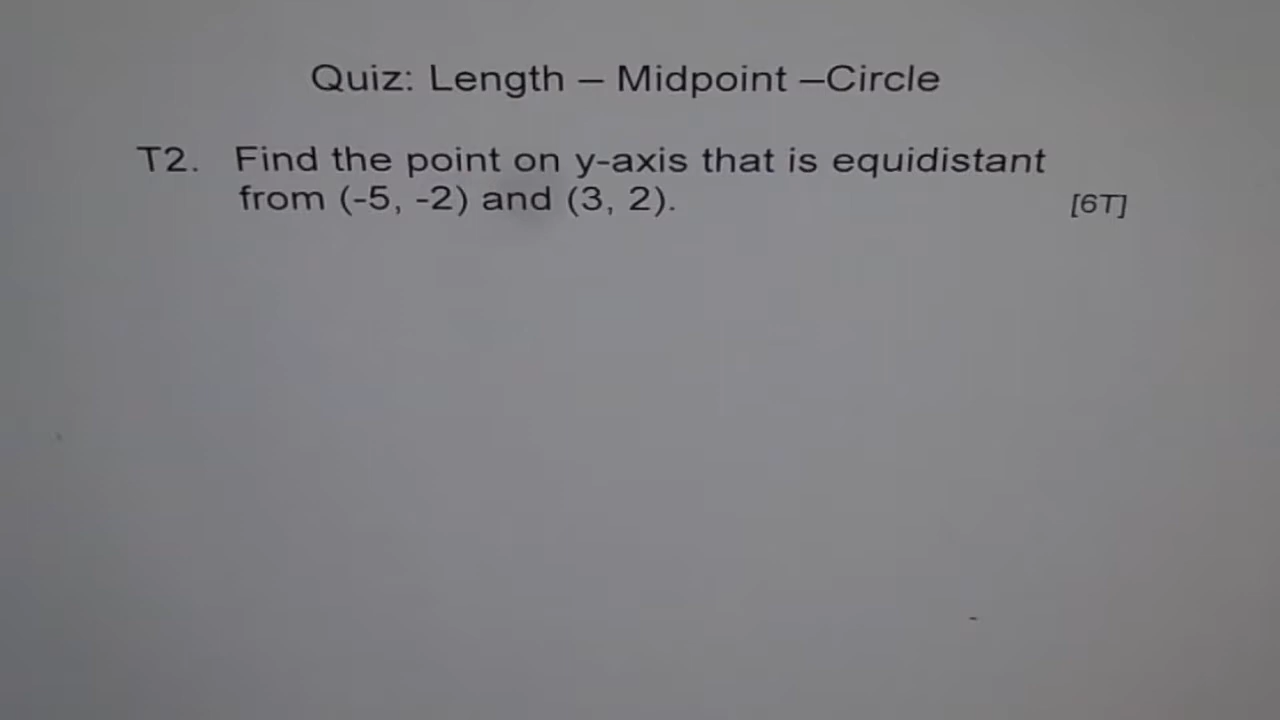 Quiz: Length – Midpoint –Circle
T2. Find the point on y-axis that is equidistant
from (-5, -2) and (3, 2). [6T]